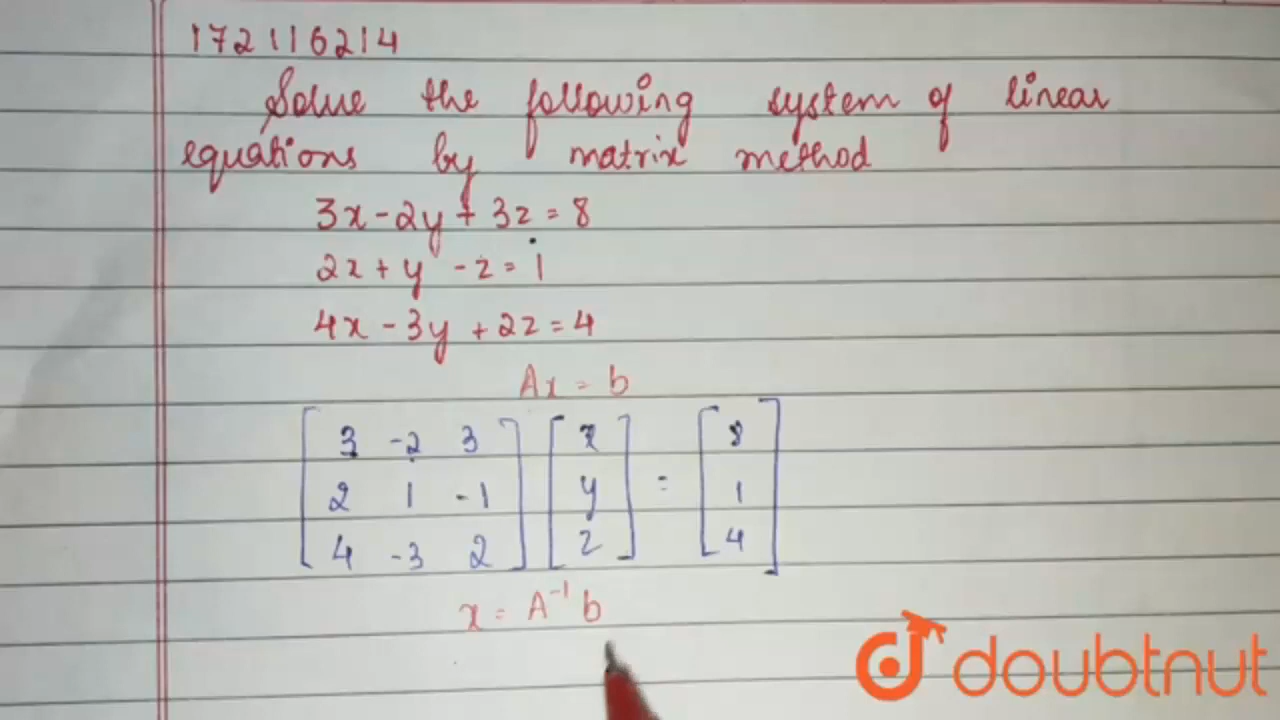 172116214
Solve the following system of linear
equations by matrix method
3x - 2y + 3z = 8
2x + y - z = 1
4x - 3y + 2z = 4
Ax = b
[ 3 -2 3 ] [ x ] = [ 8 ]
[ 2 1 -1 ] [ y ] = [ 1 ]
[ 4 -3 2 ] [ z ] = [ 4 ]
x = A⁻¹ b
doubtnut